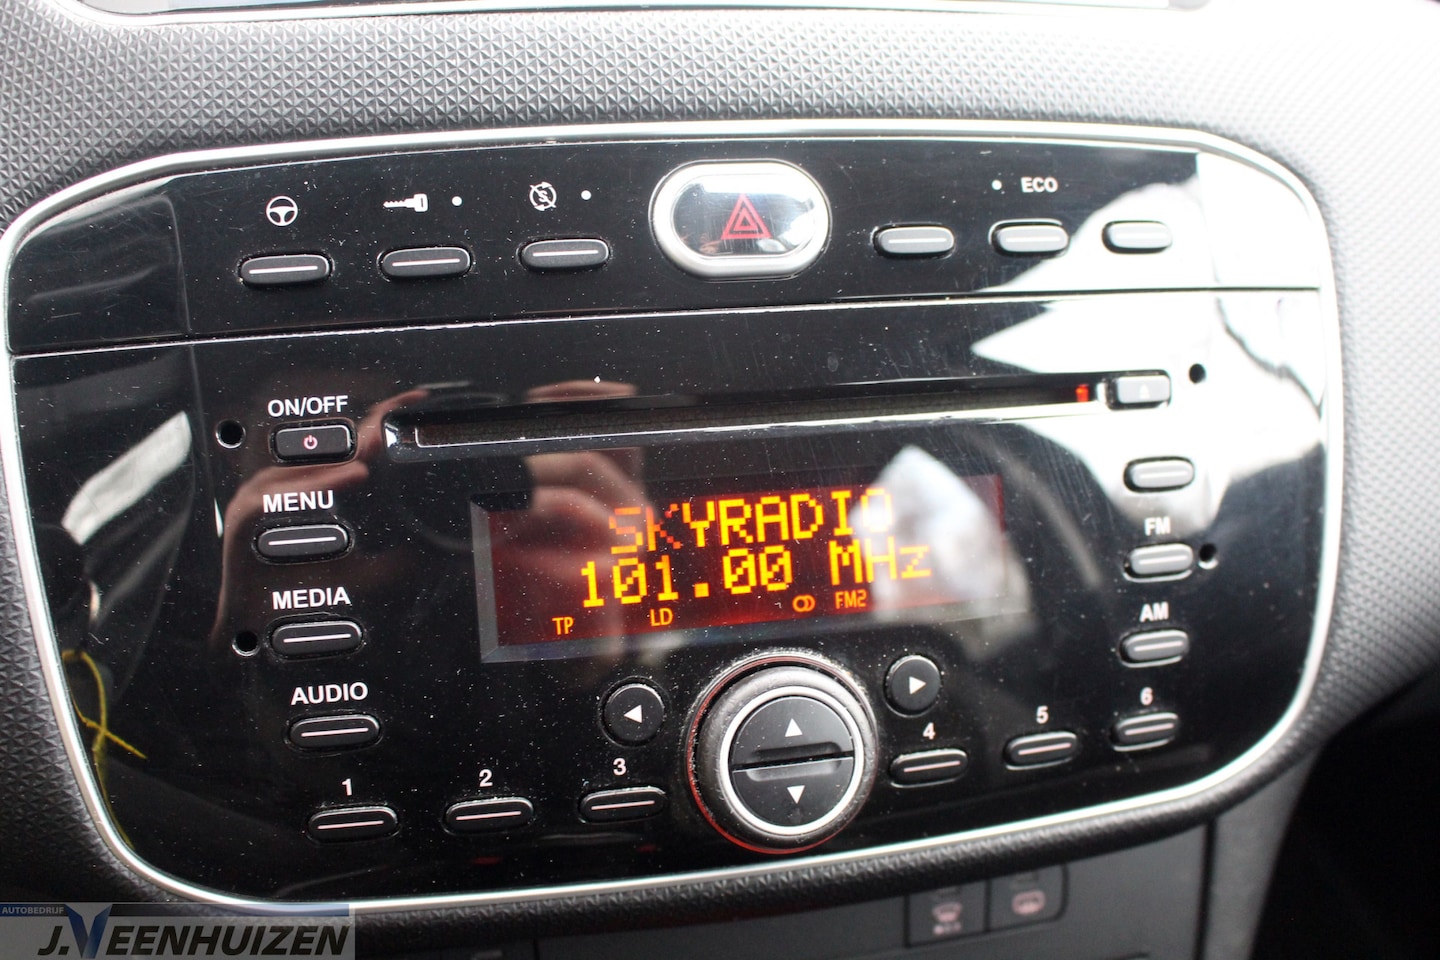 ECO
ON/OFF
MENU
SKYRADIO
101.00 MHz
TP LD FM2
FM
MEDIA
AM
AUDIO
1 2 3 4 5 6
AUTOBEDRIJF
J.VEENHUIZEN